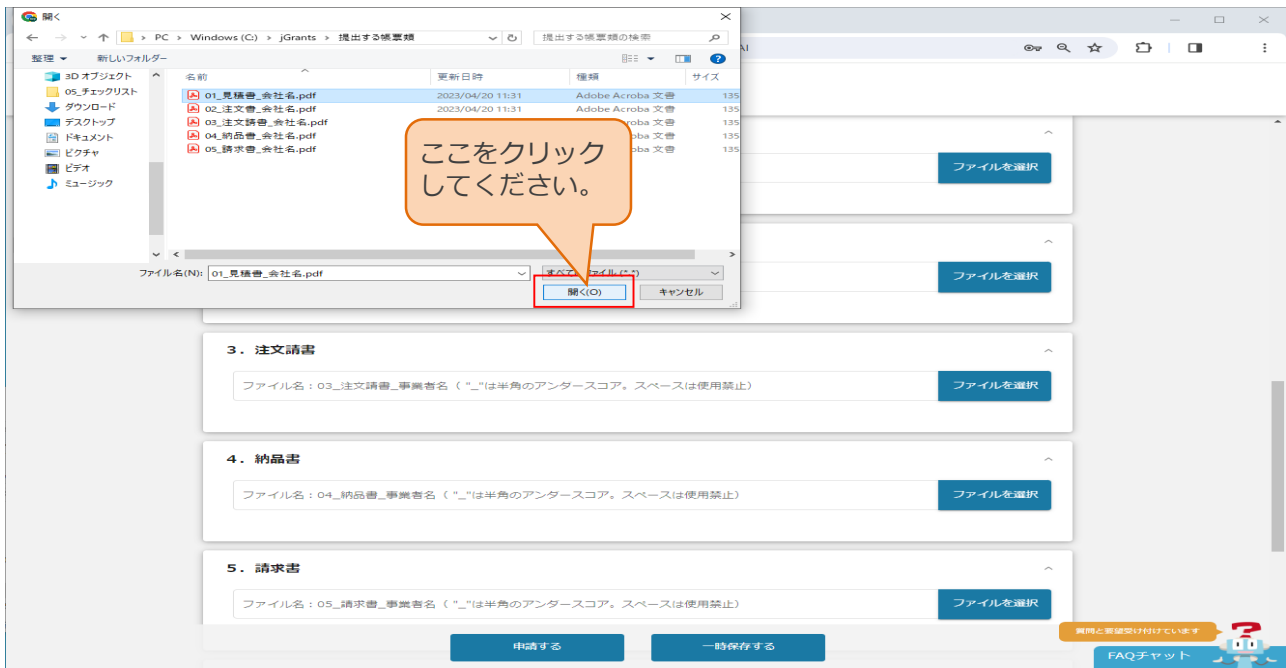 開く
PC > Windows (C:) > jGrants > 提出する帳票類
提出する帳票類の検索
AI
整理 新しいフォルダー
3D オブジェクト
05_チェックリスト
ダウンロード
デスクトップ
ドキュメント
ピクチャ
ビデオ
ミュージック
名前 更新日時 種類 サイズ
01_見積書_会社名.pdf 2023/04/20 11:31 Adobe Acroba 文書 135
02_注文書_会社名.pdf 2023/04/20 11:31 Adobe Acroba 文書 135
03_注文請書_会社名.pdf roba 文書 135
04_納品書_会社名.pdf oba 文書 135
05_請求書_会社名.pdf oba 文書 135
ここをクリック
してください。
ファイル名(N): 01_見積書_会社名.pdf
開く(O) キャンセル
ファイルを選択
ファイルを選択
3．注文請書
ファイル名：03_注文請書_事業者名（ "_"は半角のアンダースコア。スペースは使用禁止）
ファイルを選択
4．納品書
ファイル名：04_納品書_事業者名（ "_"は半角のアンダースコア。スペースは使用禁止）
ファイルを選択
5．請求書
ファイル名：05_請求書_事業者名（ "_"は半角のアンダースコア。スペースは使用禁止）
ファイルを選択
申請する 一時保存する
質問と要望受け付けています
FAQチャット